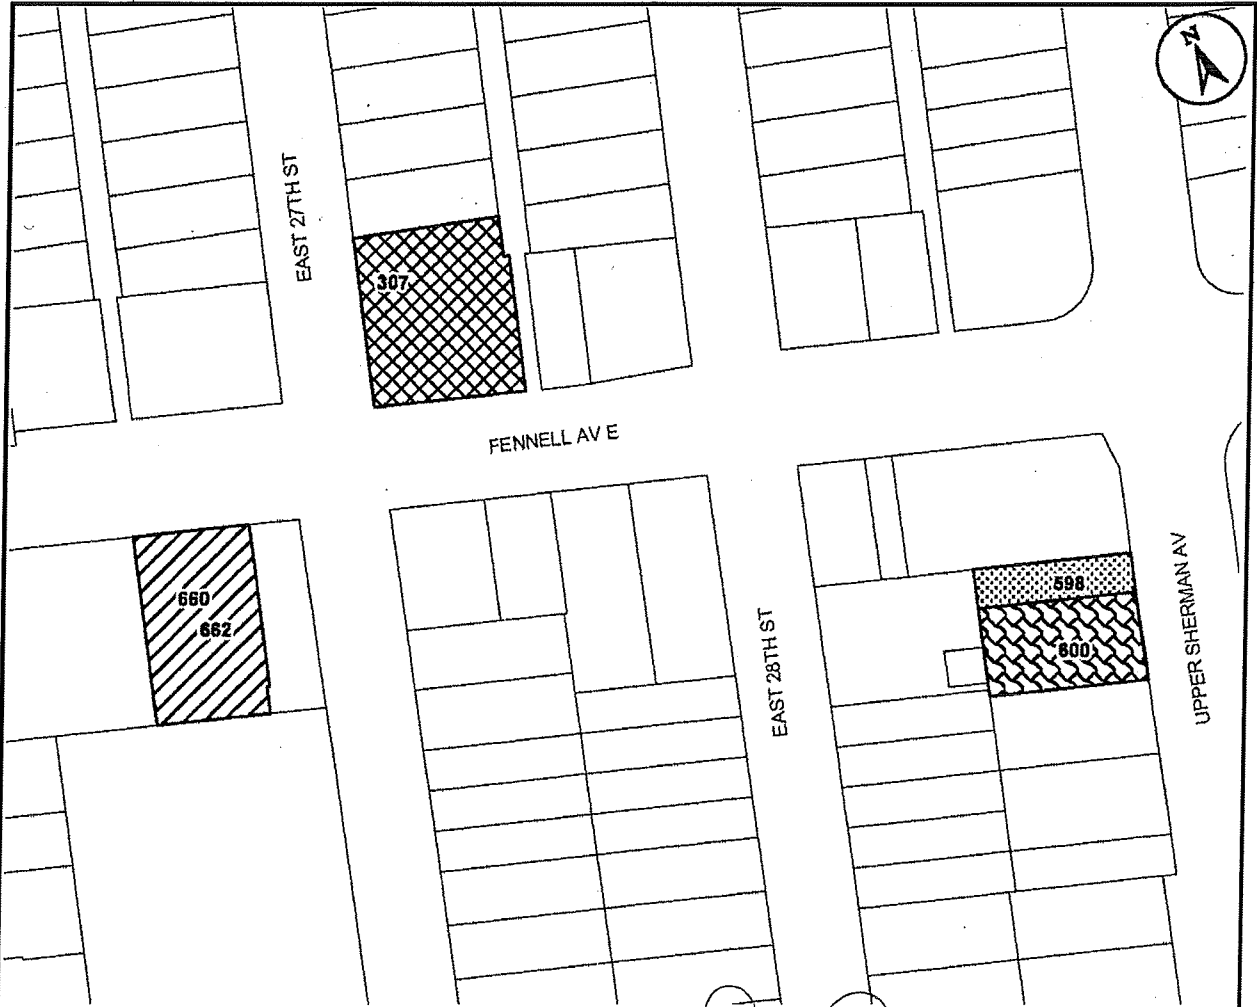 N
EAST 27TH ST
307
FENNELL AV E
660
662
598
600
EAST 28TH ST
UPPER SHERMAN AV